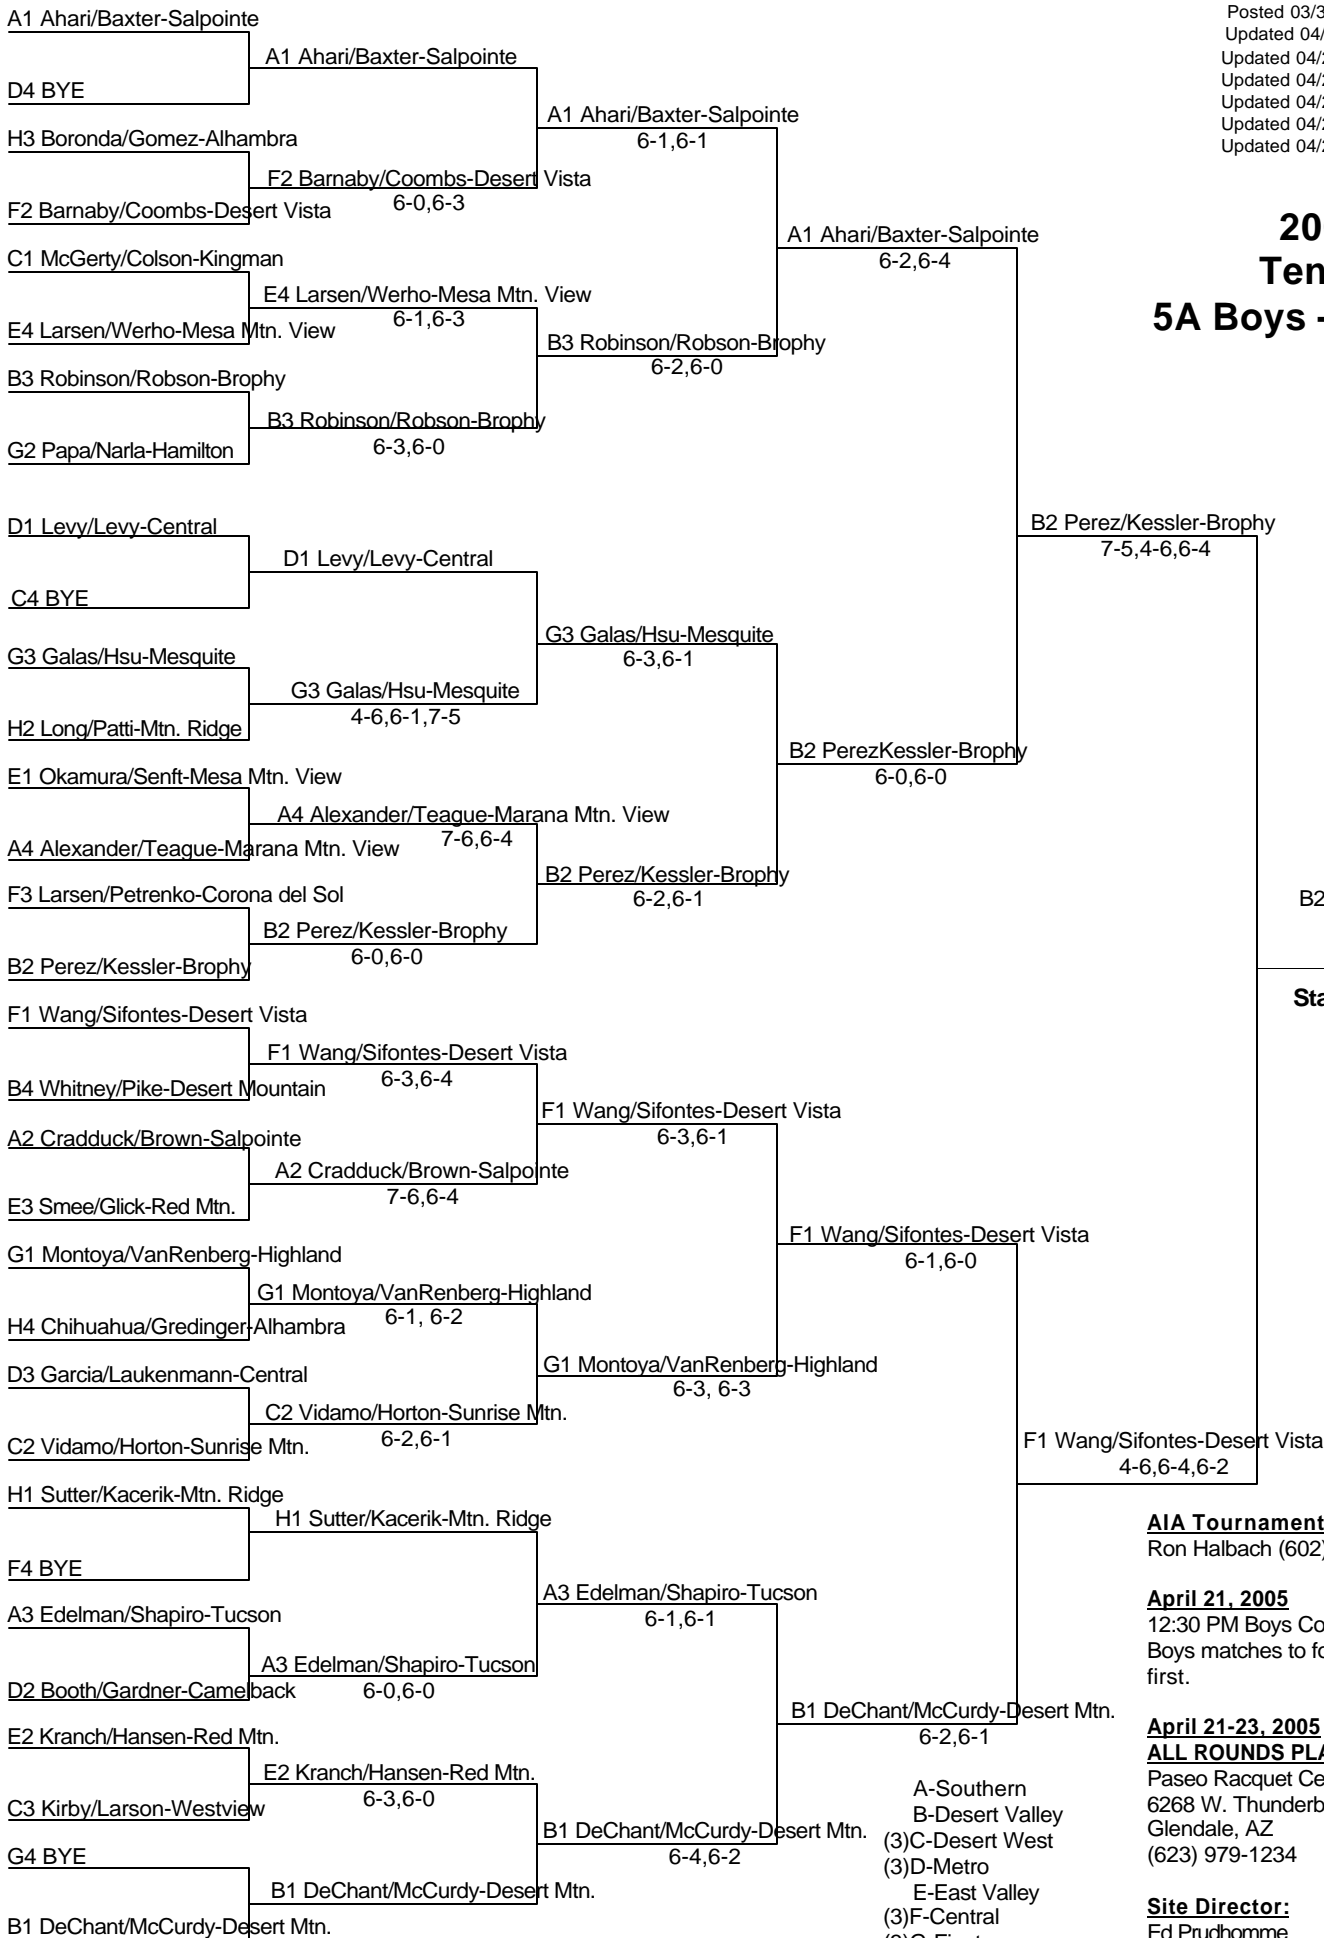 A1 Ahari/Baxter-Salpointe
A1 Ahari/Baxter-Salpointe
D4 BYE
A1 Ahari/Baxter-Salpointe
6-1,6-1
H3 Boronda/Gomez-Alhambra
F2 Barnaby/Coombs-Desert Vista
6-0,6-3
F2 Barnaby/Coombs-Desert Vista
A1 Ahari/Baxter-Salpointe
6-2,6-4
C1 McGerty/Colson-Kingman
E4 Larsen/Werho-Mesa Mtn. View
6-1,6-3
E4 Larsen/Werho-Mesa Mtn. View
B3 Robinson/Robson-Brophy
6-2,6-0
B3 Robinson/Robson-Brophy
B3 Robinson/Robson-Brophy
6-3,6-0
G2 Papa/Narla-Hamilton
D1 Levy/Levy-Central
B2 Perez/Kessler-Brophy
7-5,4-6,6-4
D1 Levy/Levy-Central
C4 BYE
G3 Galas/Hsu-Mesquite
6-3,6-1
G3 Galas/Hsu-Mesquite
G3 Galas/Hsu-Mesquite
4-6,6-1,7-5
H2 Long/Patti-Mtn. Ridge
B2 PerezKessler-Brophy
6-0,6-0
E1 Okamura/Senft-Mesa Mtn. View
A4 Alexander/Teague-Marana Mtn. View
7-6,6-4
A4 Alexander/Teague-Marana Mtn. View
B2 Perez/Kessler-Brophy
6-2,6-1
F3 Larsen/Petrenko-Corona del Sol
B2 Perez/Kessler-Brophy
6-0,6-0
B2 Perez/Kessler-Brophy
F1 Wang/Sifontes-Desert Vista
F1 Wang/Sifontes-Desert Vista
6-3,6-4
B4 Whitney/Pike-Desert Mountain
F1 Wang/Sifontes-Desert Vista
6-3,6-1
A2 Cradduck/Brown-Salpointe
A2 Cradduck/Brown-Salpointe
7-6,6-4
E3 Smee/Glick-Red Mtn.
F1 Wang/Sifontes-Desert Vista
6-1,6-0
G1 Montoya/VanRenberg-Highland
G1 Montoya/VanRenberg-Highland
6-1, 6-2
H4 Chihuahua/Gredinger-Alhambra
G1 Montoya/VanRenberg-Highland
6-3, 6-3
D3 Garcia/Laukenmann-Central
C2 Vidamo/Horton-Sunrise Mtn.
6-2,6-1
C2 Vidamo/Horton-Sunrise Mtn.
F1 Wang/Sifontes-Desert Vista
4-6,6-4,6-2
H1 Sutter/Kacerik-Mtn. Ridge
H1 Sutter/Kacerik-Mtn. Ridge
F4 BYE
A3 Edelman/Shapiro-Tucson
6-1,6-1
A3 Edelman/Shapiro-Tucson
A3 Edelman/Shapiro-Tucson
6-0,6-0
D2 Booth/Gardner-Camelback
B1 DeChant/McCurdy-Desert Mtn.
6-2,6-1
E2 Kranch/Hansen-Red Mtn.
E2 Kranch/Hansen-Red Mtn.
6-3,6-0
C3 Kirby/Larson-Westview
B1 DeChant/McCurdy-Desert Mtn.
6-4,6-2
G4 BYE
B1 DeChant/McCurdy-Desert Mtn.
B1 DeChant/McCurdy-Desert Mtn.
A-Southern
B-Desert Valley
(3)C-Desert West
(3)D-Metro
E-East Valley
(3)F-Central
Posted 03/3
Updated 04/
Updated 04/2
Updated 04/2
Updated 04/2
Updated 04/2
Updated 04/2
20
Ten
5A Boys -
B2
Sta
AIA Tournament
Ron Halbach (602)
April 21, 2005
12:30 PM Boys Co
Boys matches to fo
first.
April 21-23, 2005
ALL ROUNDS PLA
Paseo Racquet Ce
6268 W. Thunderb
Glendale, AZ
(623) 979-1234
Site Director:
Ed Prudhomme